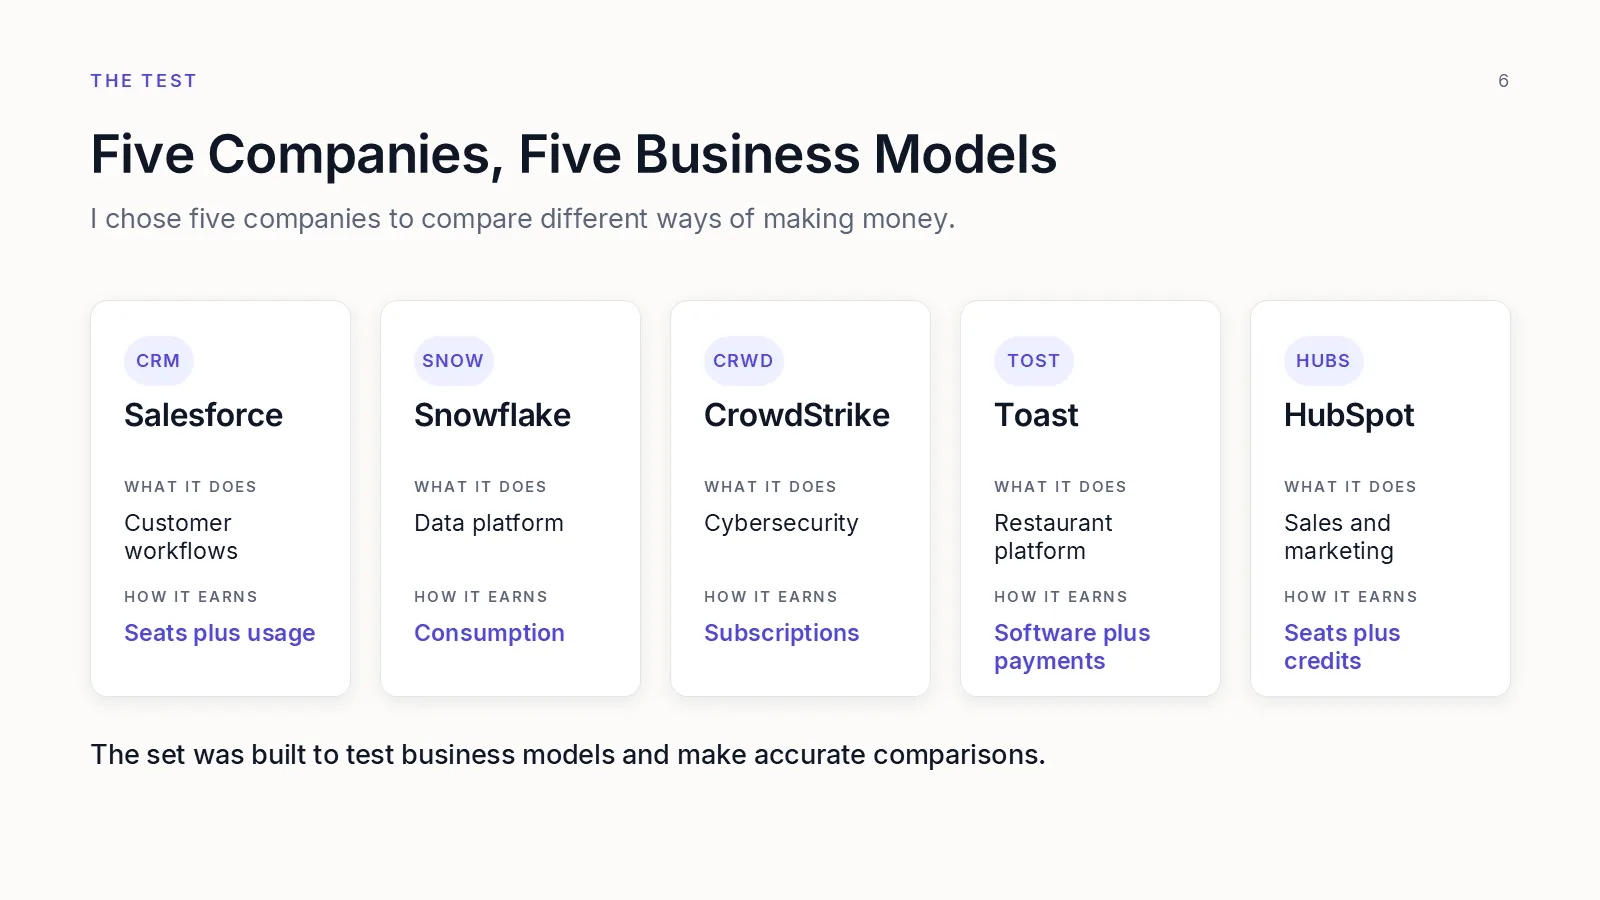 THE TEST
6
Five Companies, Five Business Models
I chose five companies to compare different ways of making money.
CRM
Salesforce
WHAT IT DOES
Customer
workflows
HOW IT EARNS
Seats plus usage
SNOW
Snowflake
WHAT IT DOES
Data platform
HOW IT EARNS
Consumption
CRWD
CrowdStrike
WHAT IT DOES
Cybersecurity
HOW IT EARNS
Subscriptions
TOST
Toast
WHAT IT DOES
Restaurant
platform
HOW IT EARNS
Software plus
payments
HUBS
HubSpot
WHAT IT DOES
Sales and
marketing
HOW IT EARNS
Seats plus
credits
The set was built to test business models and make accurate comparisons.